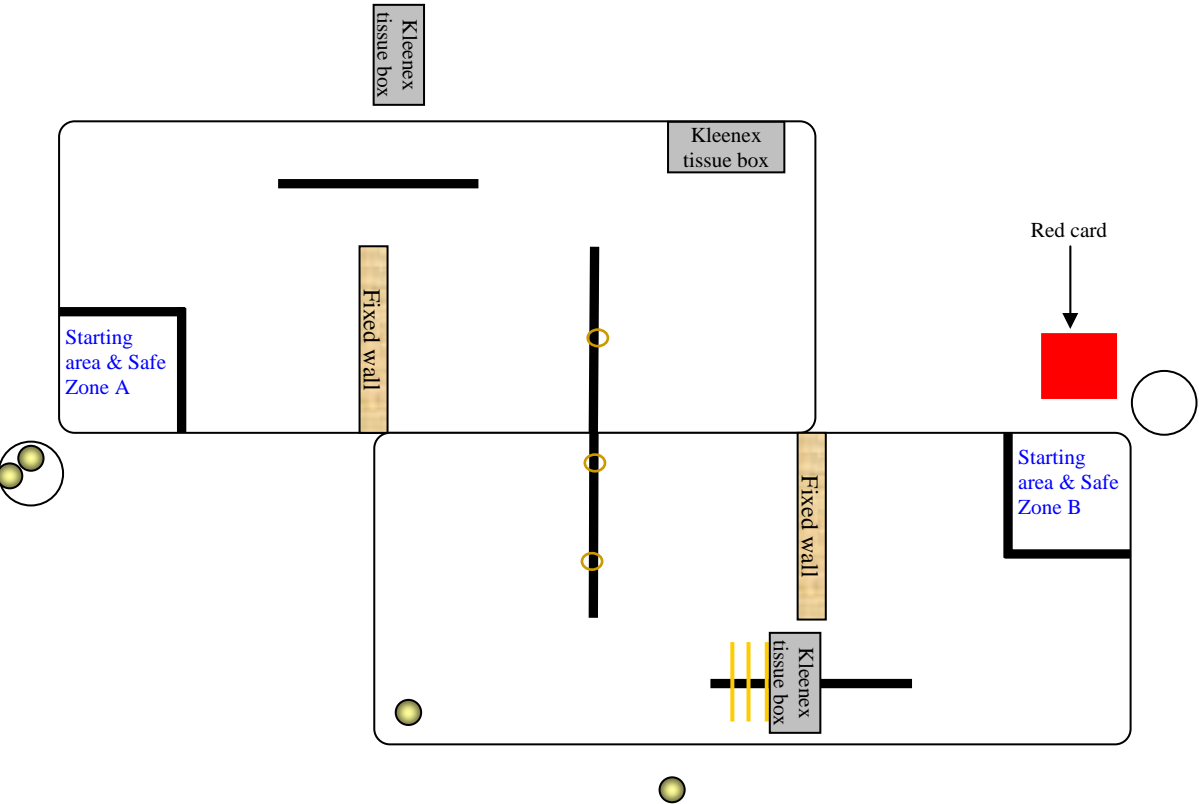 Kleenex
tissue box
Kleenex
tissue box
Red card
Fixed wall
Starting
area & Safe
Zone A
Starting
area & Safe
Zone B
Fixed wall
Kleenex
tissue box